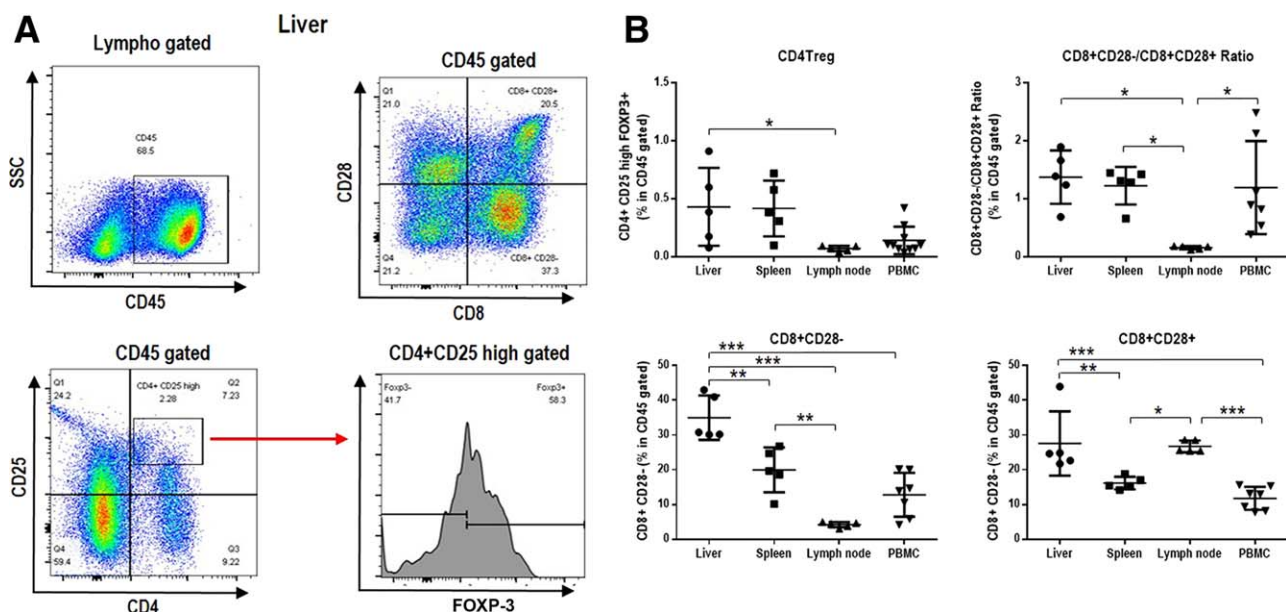 A
Liver
Lympho gated
SSC
CD45
68.5
CD45
CD45 gated
CD28
Q1
21.0
CD8+ CD28+
20.5
Q4
21.2
CD8+ CD28-
37.3
CD8
CD45 gated
CD25
Q1
24.2
CD4+ CD25 high
2.28
Q2
7.23
Q4
59.4
Q3
9.22
CD4
CD4+CD25 high gated
Foxp3-
41.7
Foxp3+
58.3
FOXP-3
B
CD4Treg
CD4+ CD25 high FOXP3+
(% in CD45 gated)
1.5
1.0
0.5
0.0
*
Liver Spleen Lymph node PBMC
CD8+CD28-/CD8+CD28+ Ratio
CD8+CD28-/CD8+CD28+ Ratio
(% in CD45 gated)
3
2
1
0
* *
*
Liver Spleen Lymph node PBMC
CD8+CD28-
CD8+ CD28- (% in CD45 gated)
50
40
30
20
10
0
***
***
**
**
Liver Spleen Lymph node PBMC
CD8+CD28+
CD8+ CD28- (% in CD45 gated)
50
40
30
20
10
0
***
**
* ***
Liver Spleen Lymph node PBMC